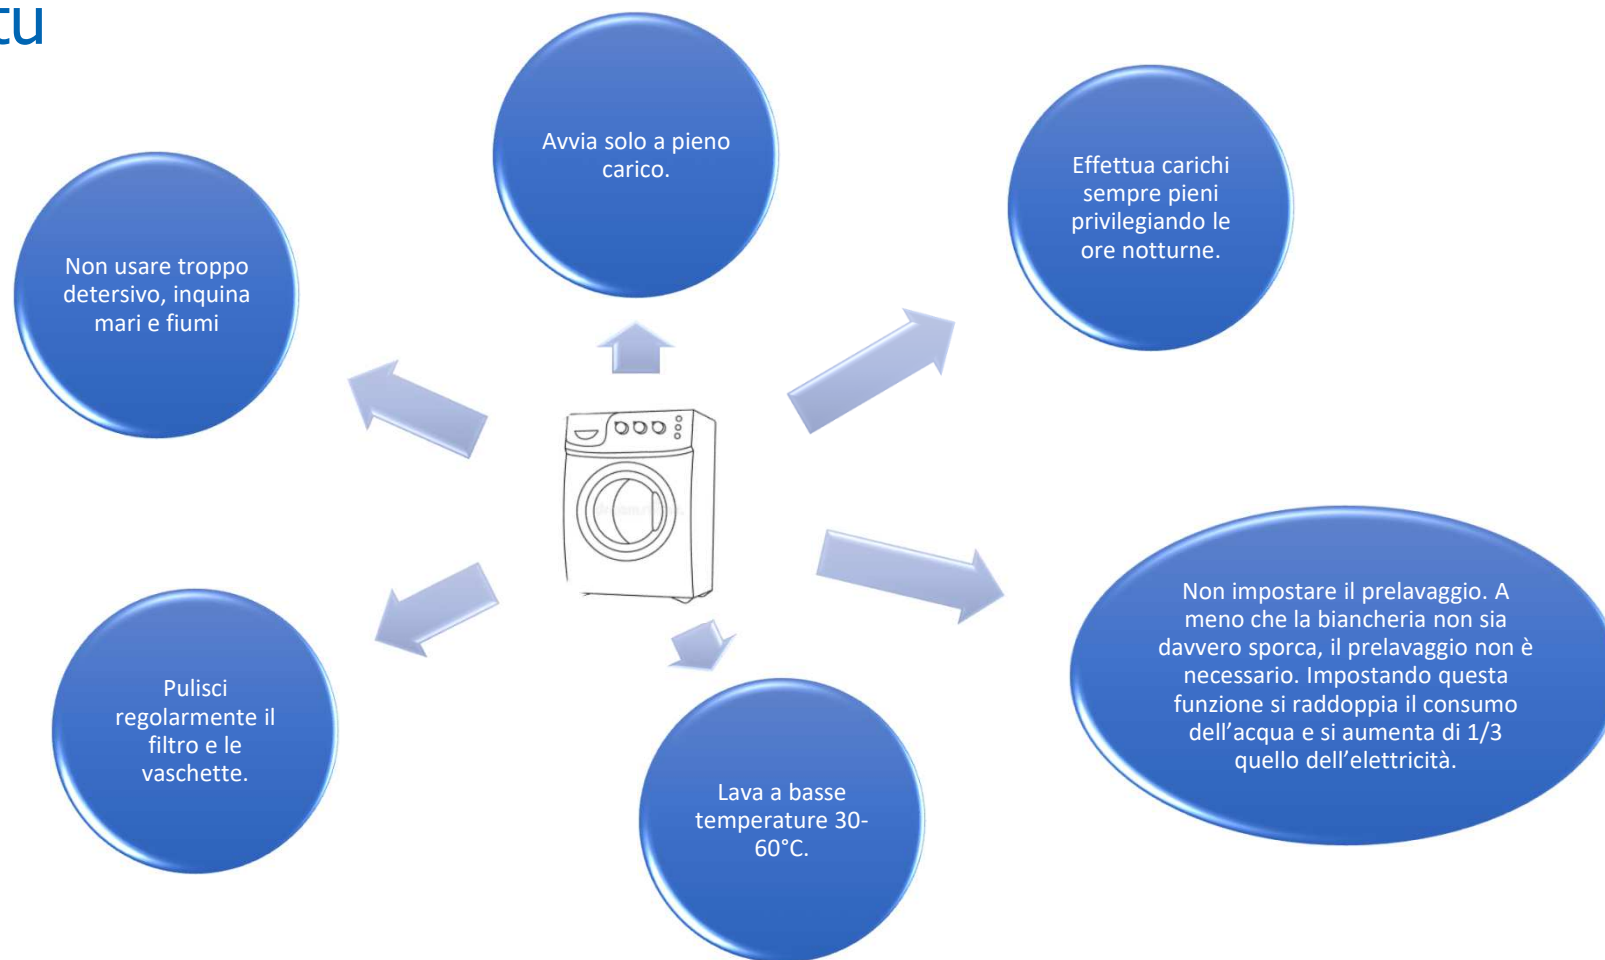 tu
Avvia solo a pieno
carico.
Effettua carichi
sempre pieni
privilegiando le
ore notturne.
Non usare troppo
detersivo, inquina
mari e fiumi
Non impostare il prelavaggio. A
meno che la biancheria non sia
davvero sporca, il prelavaggio non è
necessario. Impostando questa
funzione si raddoppia il consumo
dell’acqua e si aumenta di 1/3
quello dell’elettricità.
Pulisci
regolarmente il
filtro e le
vaschette.
Lava a basse
temperature 30-
60°C.